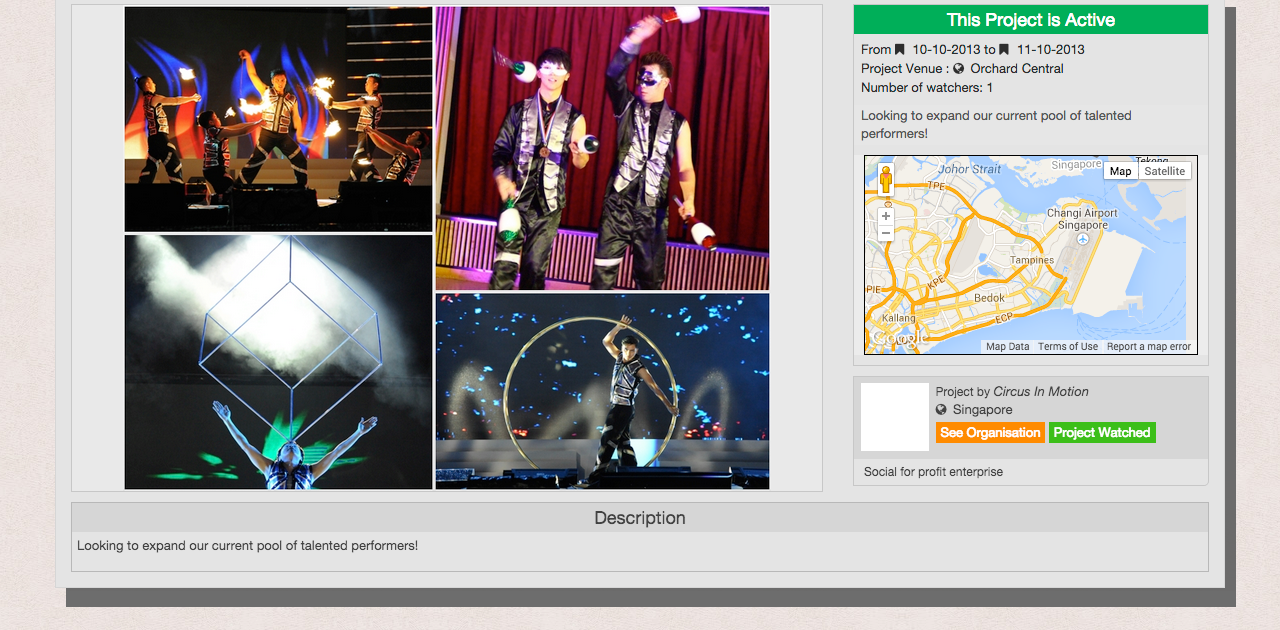 This Project is Active
From 10-10-2013 to 11-10-2013
Project Venue : Orchard Central
Number of watchers: 1
Looking to expand our current pool of talented
performers!
Johor Strait
Singapore
Tekong
Map
Satellite
TPE
Changi Airport
Singapore
+
−
Tampines
PIE
KPE
Bedok
Kallang
ECP
Google
Map Data
Terms of Use
Report a map error
Project by Circus In Motion
Singapore
See Organisation
Project Watched
Social for profit enterprise
Description
Looking to expand our current pool of talented performers!